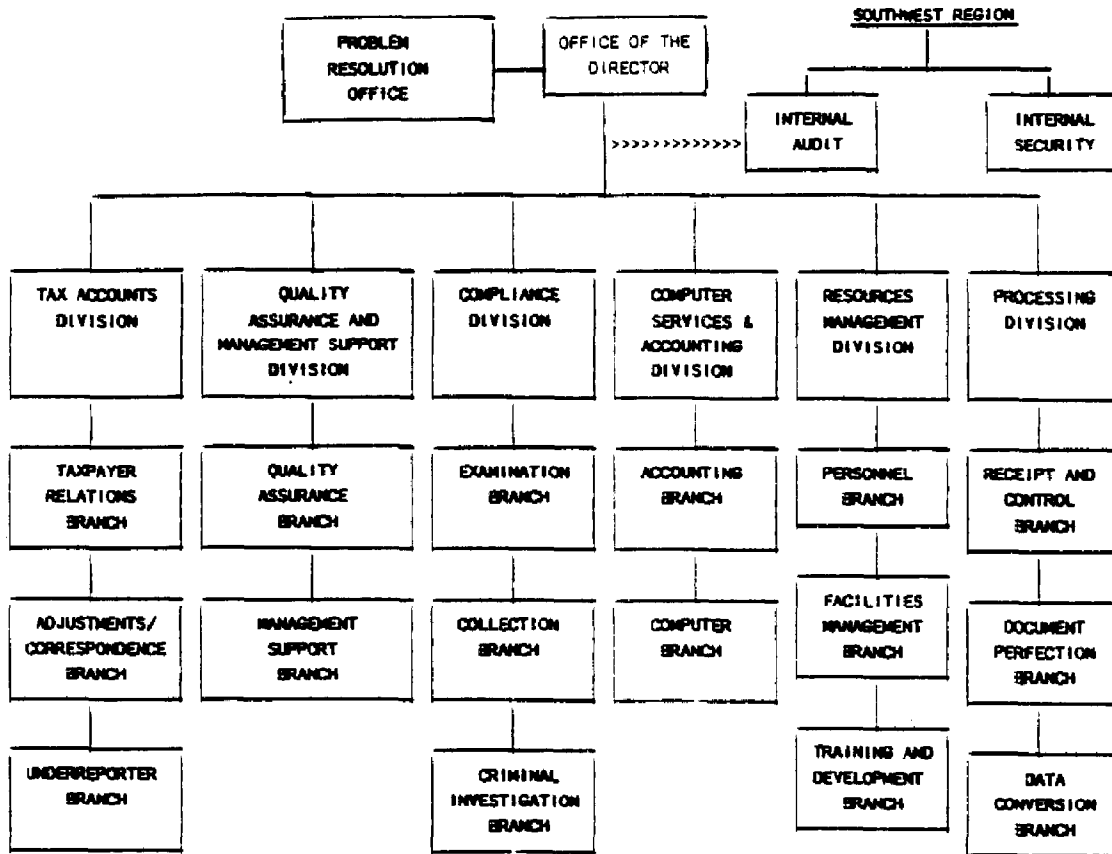 SOUTHWEST REGION
PROBLEM
RESOLUTION
OFFICE
OFFICE OF THE
DIRECTOR
INTERNAL
AUDIT
INTERNAL
SECURITY
>>>>>>>>>>>>>
TAX ACCOUNTS
DIVISION
QUALITY
ASSURANCE AND
MANAGEMENT SUPPORT
DIVISION
COMPLIANCE
DIVISION
COMPUTER
SERVICES &
ACCOUNTING
DIVISION
RESOURCES
MANAGEMENT
DIVISION
PROCESSING
DIVISION
TAXPAYER
RELATIONS
BRANCH
QUALITY
ASSURANCE
BRANCH
EXAMINATION
BRANCH
ACCOUNTING
BRANCH
PERSONNEL
BRANCH
RECEIPT AND
CONTROL
BRANCH
ADJUSTMENTS/
CORRESPONDENCE
BRANCH
MANAGEMENT
SUPPORT
BRANCH
COLLECTION
BRANCH
COMPUTER
BRANCH
FACILITIES
MANAGEMENT
BRANCH
DOCUMENT
PERFECTION
BRANCH
UNDERREPORTER
BRANCH
CRIMINAL
INVESTIGATION
BRANCH
TRAINING AND
DEVELOPMENT
BRANCH
DATA
CONVERSION
BRANCH